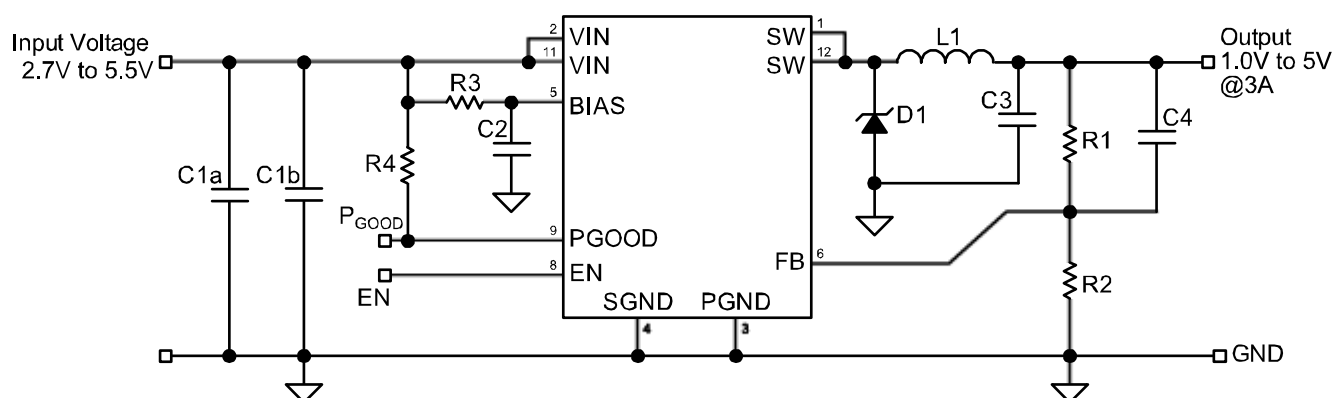 Input Voltage
2.7V to 5.5V
2
VIN
11
VIN
R3
5
BIAS
C2
R4
C1a
C1b
PGOOD
9
PGOOD
8
EN
EN
SGND
PGND
4
3
1
SW
12
SW
L1
Output
1.0V to 5V
@3A
D1
C3
R1
C4
6
FB
R2
GND